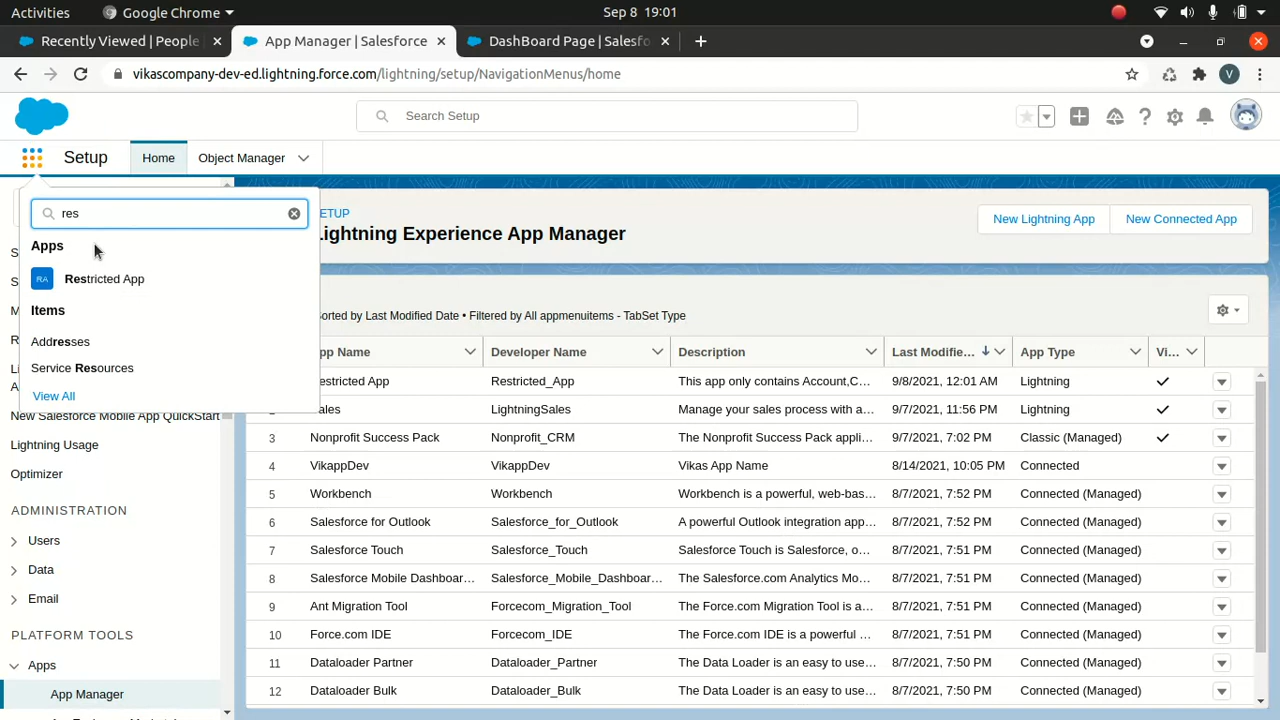 Activities
Google Chrome
Sep 8 19:01
Recently Viewed | People
App Manager | Salesforce
DashBoard Page | Salesfo
vikascompany-dev-ed.lightning.force.com/lightning/setup/NavigationMenus/home
V
Search Setup
Setup
Home
Object Manager
res
Apps
RA
Restricted App
Items
Addresses
Service Resources
View All
ETUP
Lightning Experience App Manager
New Lightning App
New Connected App
orted by Last Modified Date • Filtered by All appmenuitems - TabSet Type
pp Name Developer Name Description Last Modifie... App Type Vi...
estricted App Restricted_App This app only contains Account,C... 9/8/2021, 12:01 AM Lightning
ales LightningSales Manage your sales process with a... 9/7/2021, 11:56 PM Lightning
3 Nonprofit Success Pack Nonprofit_CRM The Nonprofit Success Pack appli... 9/7/2021, 7:02 PM Classic (Managed)
4 VikappDev VikappDev Vikas App Name 8/14/2021, 10:05 PM Connected
5 Workbench Workbench Workbench is a powerful, web-bas... 8/7/2021, 7:52 PM Connected (Managed)
6 Salesforce for Outlook Salesforce_for_Outlook A powerful Outlook integration app... 8/7/2021, 7:52 PM Connected (Managed)
7 Salesforce Touch Salesforce_Touch Salesforce Touch is Salesforce, o... 8/7/2021, 7:51 PM Connected (Managed)
8 Salesforce Mobile Dashboar... Salesforce_Mobile_Dashboar... The Salesforce.com Analytics Mo... 8/7/2021, 7:51 PM Connected (Managed)
9 Ant Migration Tool Forcecom_Migration_Tool The Force.com Migration Tool is a... 8/7/2021, 7:51 PM Connected (Managed)
10 Force.com IDE Forcecom_IDE The Force.com IDE is a powerful ... 8/7/2021, 7:51 PM Connected (Managed)
11 Dataloader Partner Dataloader_Partner The Data Loader is an easy to use... 8/7/2021, 7:50 PM Connected (Managed)
12 Dataloader Bulk Dataloader_Bulk The Data Loader is an easy to use... 8/7/2021, 7:50 PM Connected (Managed)
New Salesforce Mobile App QuickStart
Lightning Usage
Optimizer
ADMINISTRATION
Users
Data
Email
PLATFORM TOOLS
Apps
App Manager